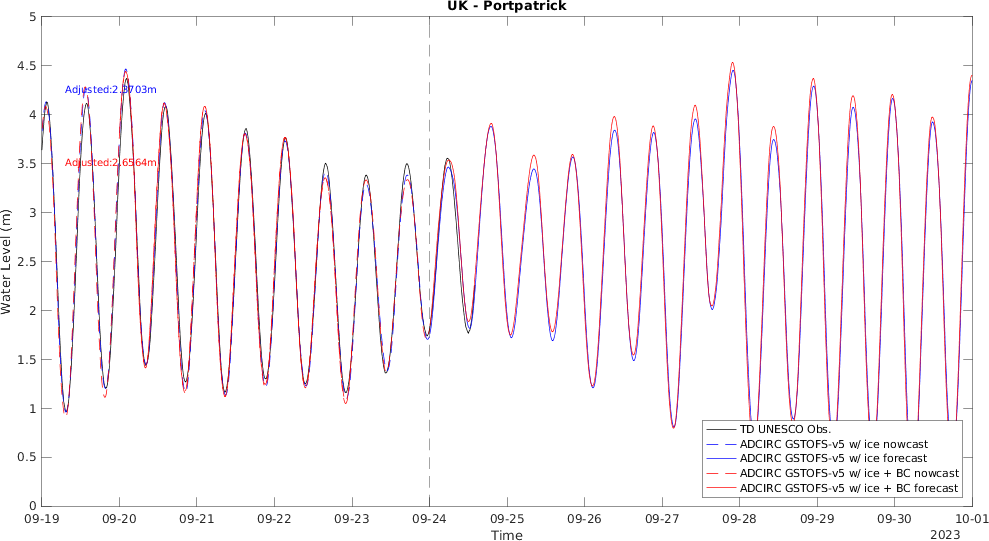 UK - Portpatrick
5
4.5
4
3.5
3
2.5
2
1.5
1
0.5
0
Water Level (m)
Adjusted:2.3703m
Adjusted:2.6564m
TD UNESCO Obs.
ADCIRC GSTOFS-v5 w/ ice nowcast
ADCIRC GSTOFS-v5 w/ ice forecast
ADCIRC GSTOFS-v5 w/ ice + BC nowcast
ADCIRC GSTOFS-v5 w/ ice + BC forecast
09-19 09-20 09-21 09-22 09-23 09-24 09-25 09-26 09-27 09-28 09-29 09-30 10-01
Time
2023